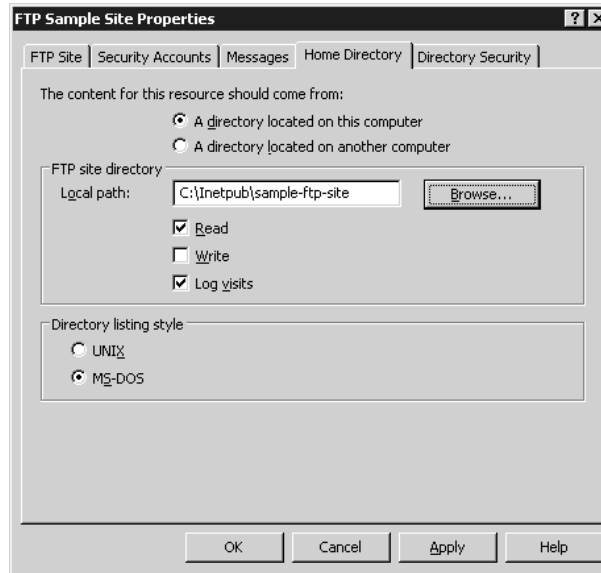 FTP Sample Site Properties
FTP Site Security Accounts Messages Home Directory Directory Security
The content for this resource should come from:
A directory located on this computer
A directory located on another computer
FTP site directory
Local path: C:\Inetpub\sample-ftp-site Browse...
Read
Write
Log visits
Directory listing style
UNIX
MS-DOS
OK Cancel Apply Help